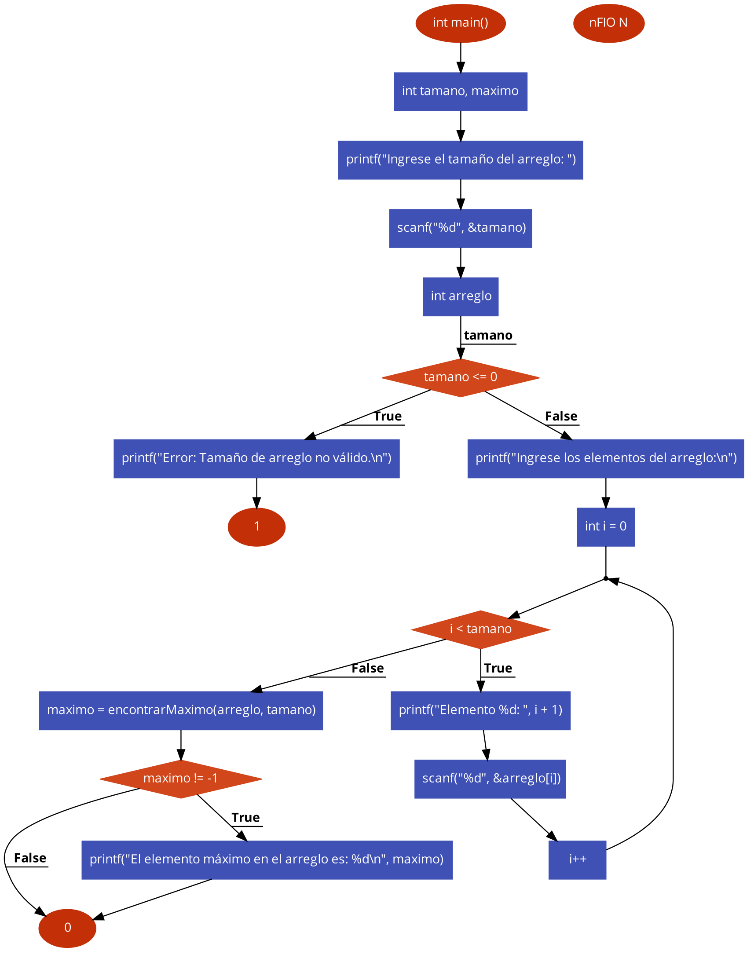 int main()
nFIO N
int tamano, maximo
printf("Ingrese el tamaño del arreglo: ")
scanf("%d", &tamano)
int arreglo
tamano
tamano <= 0
True
False
printf("Error: Tamaño de arreglo no válido.\n")
printf("Ingrese los elementos del arreglo:\n")
1
int i = 0
i < tamano
False
True
maximo = encontrarMaximo(arreglo, tamano)
printf("Elemento %d: ", i + 1)
maximo != -1
scanf("%d", &arreglo[i])
True
False
printf("El elemento máximo en el arreglo es: %d\n", maximo)
i++
0